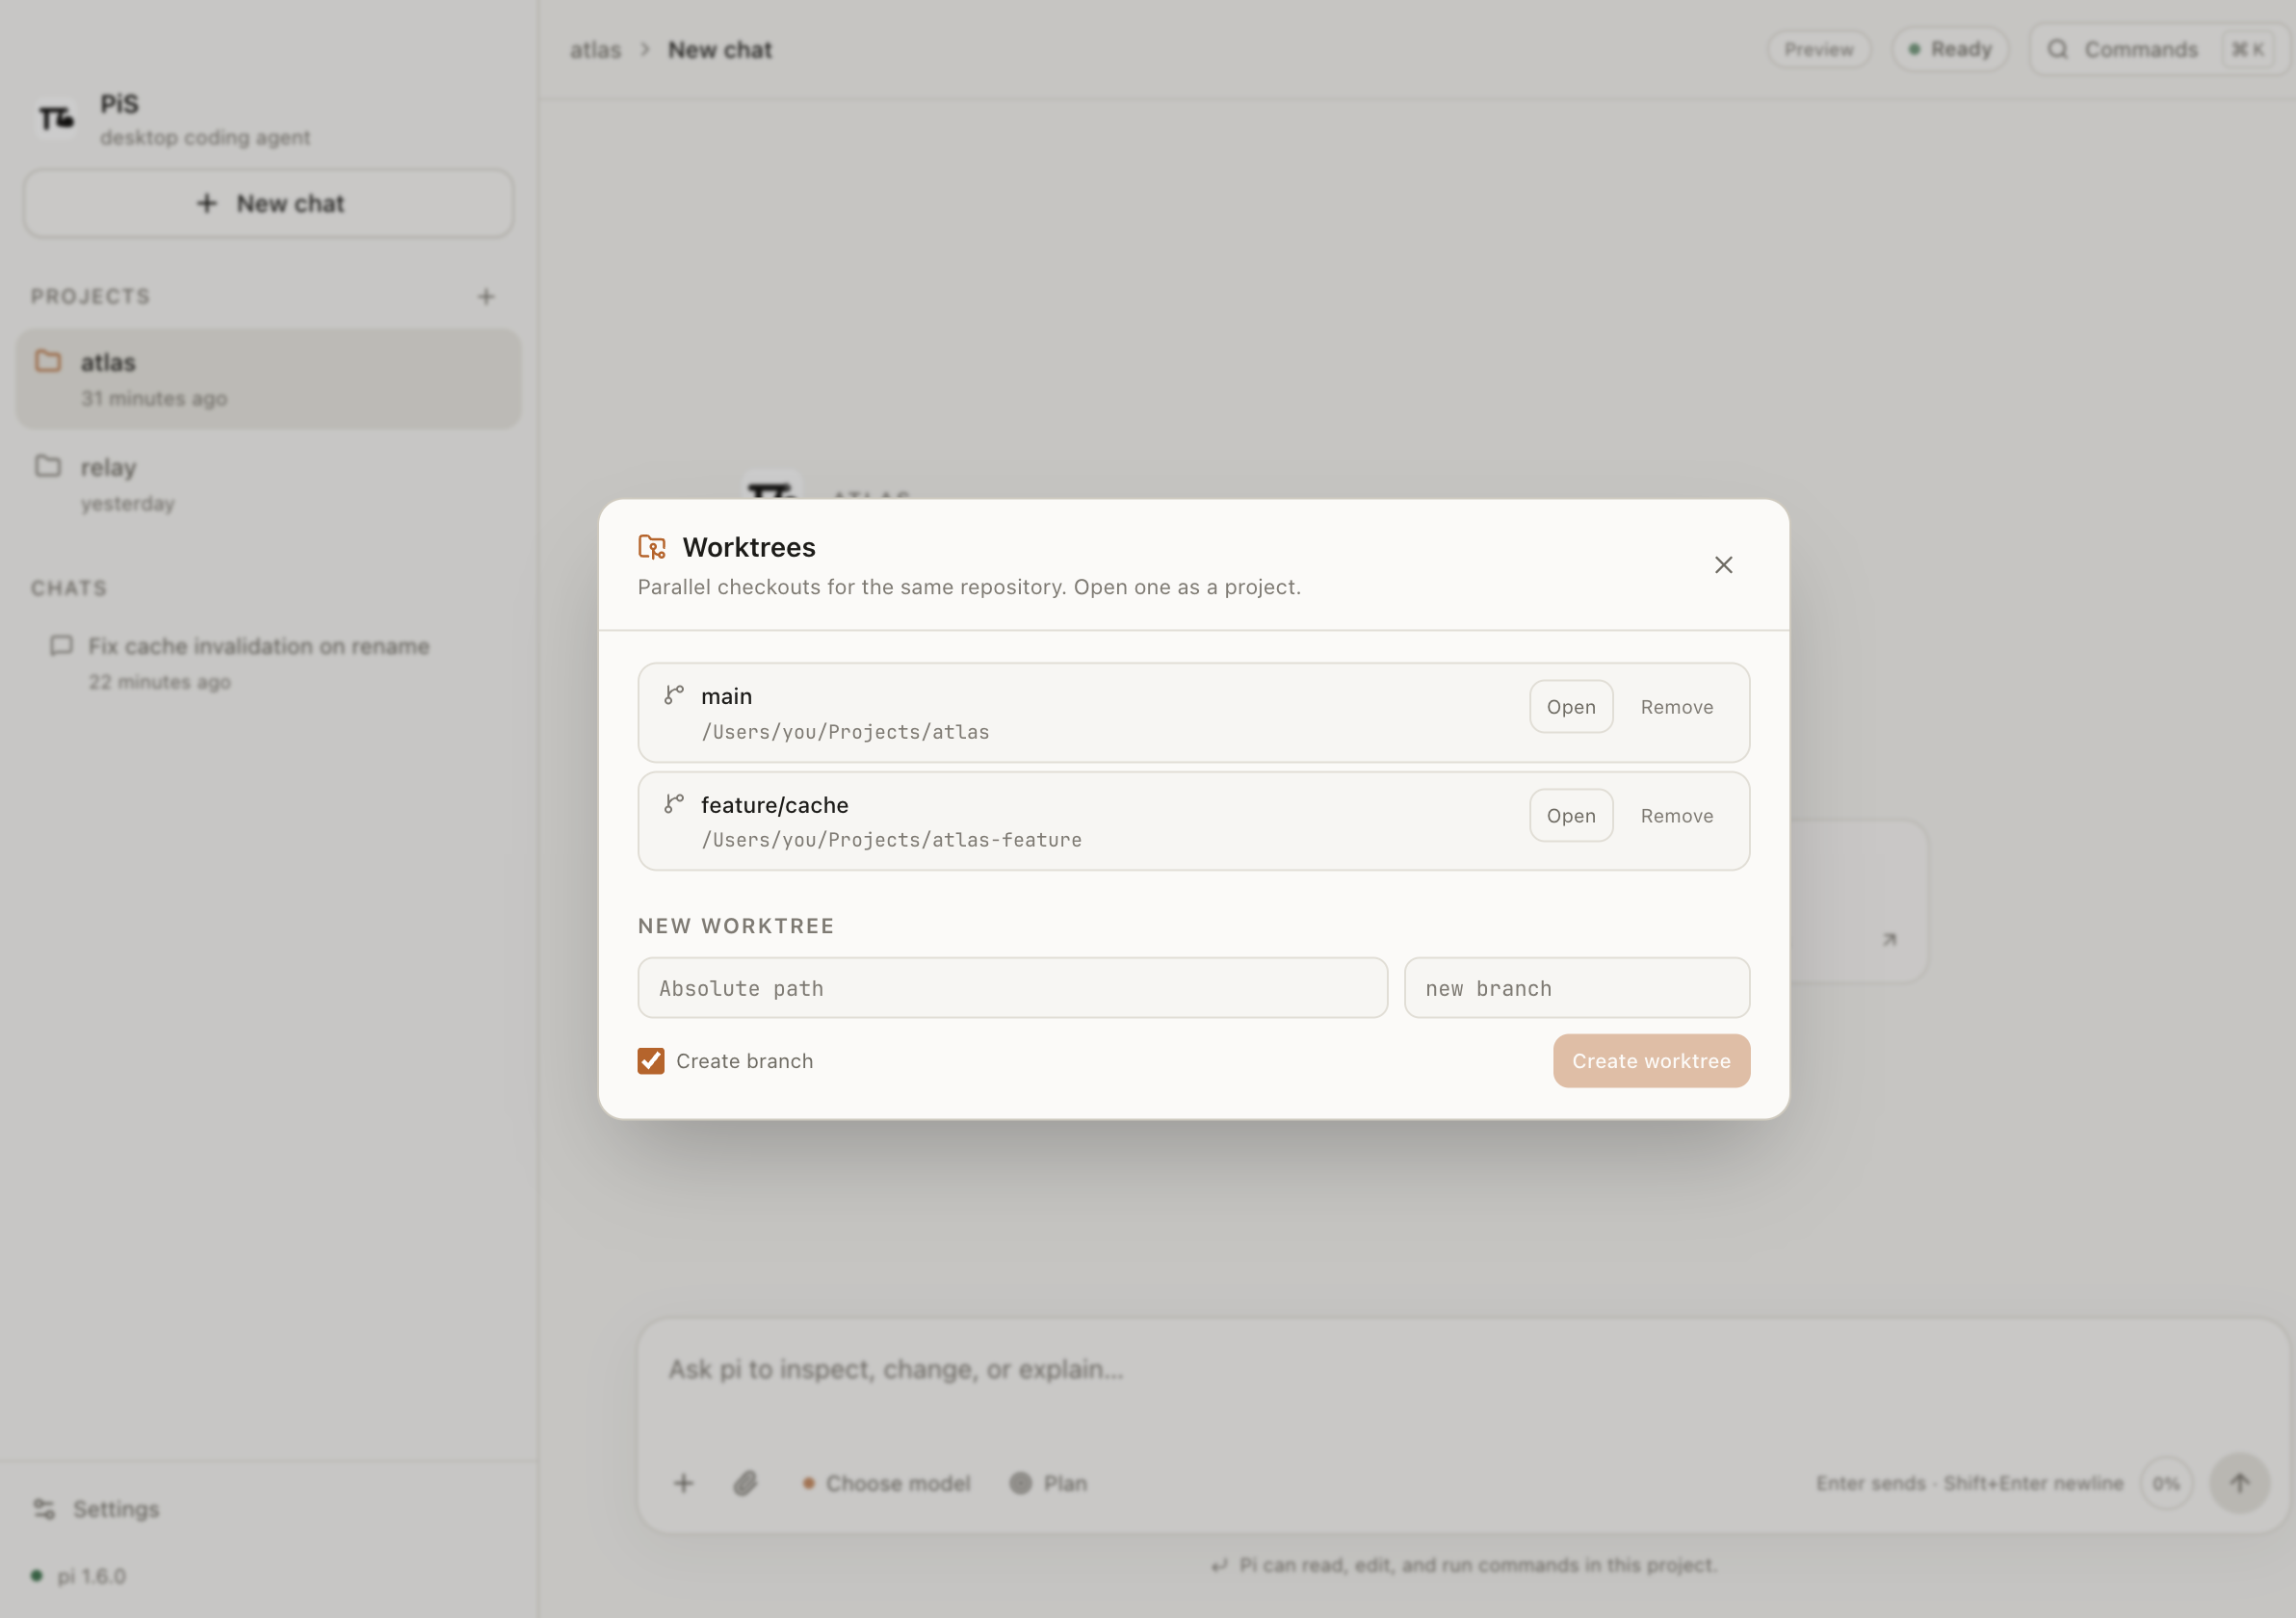 atlas > New chat
Preview
Ready
Commands ⌘ K
PiS
desktop coding agent
+ New chat
PROJECTS +
atlas
31 minutes ago
relay
yesterday
CHATS
Fix cache invalidation on rename
22 minutes ago
Settings
pi 1.6.0
ATLAS
Worktrees
Parallel checkouts for the same repository. Open one as a project.
main
/Users/you/Projects/atlas
Open Remove
feature/cache
/Users/you/Projects/atlas-feature
Open Remove
NEW WORKTREE
Absolute path
new branch
Create branch
Create worktree
Ask pi to inspect, change, or explain...
Choose model
Plan
Enter sends · Shift+Enter newline
0%
Pi can read, edit, and run commands in this project.